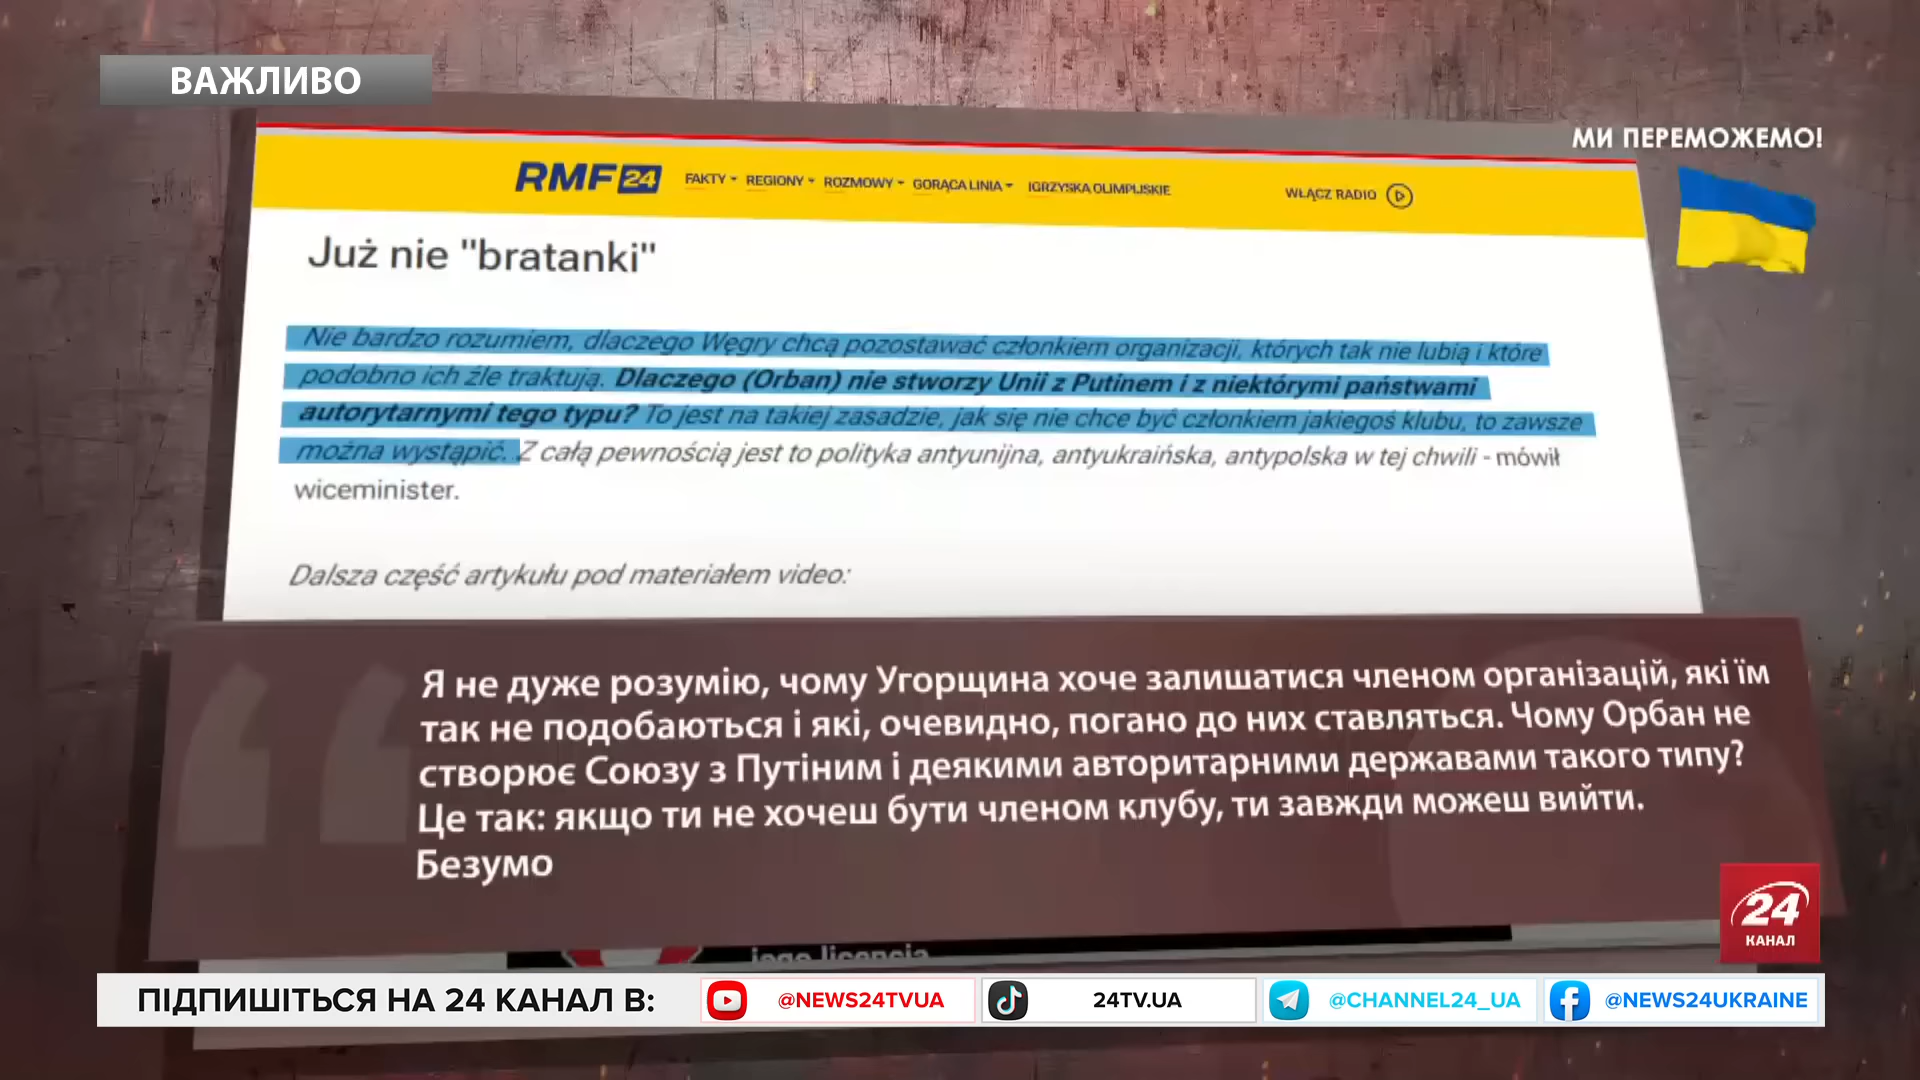 ВАЖЛИВО
МИ ПЕРЕМОЖЕМО!
RMF24 FAKTY REGIONY ROZMOWY GORĄCA LINIA IGRZYSKA OLIMPIJSKIE WŁĄCZ RADIO
Już nie "bratanki"
Nie bardzo rozumiem, dlaczego Węgry chcą pozostawać członkiem organizacji, których tak nie lubią i które
podobno ich źle traktują. Dlaczego (Orban) nie stworzy Unii z Putinem i z niektórymi państwami
autorytarnymi tego typu? To jest na takiej zasadzie, jak się nie chce być członkiem jakiegoś klubu, to zawsze
można wystąpić. Z całą pewnością jest to polityka antyunijna, antyukraińska, antypolska w tej chwili - mówił
wiceminister.
Dalsza część artykułu pod materiałem video:
Я не дуже розумію, чому Угорщина хоче залишатися членом організацій, які їм
так не подобаються і які, очевидно, погано до них ставляться. Чому Орбан не
створює Союзу з Путіним і деякими авторитарними державами такого типу?
Це так: якщо ти не хочеш бути членом клубу, ти завжди можеш вийти.
Безумо
jego licencja
24
КАНАЛ
ПІДПИШІТЬСЯ НА 24 КАНАЛ В: @NEWS24TVUA 24TV.UA @CHANNEL24_UA @NEWS24UKRAINE